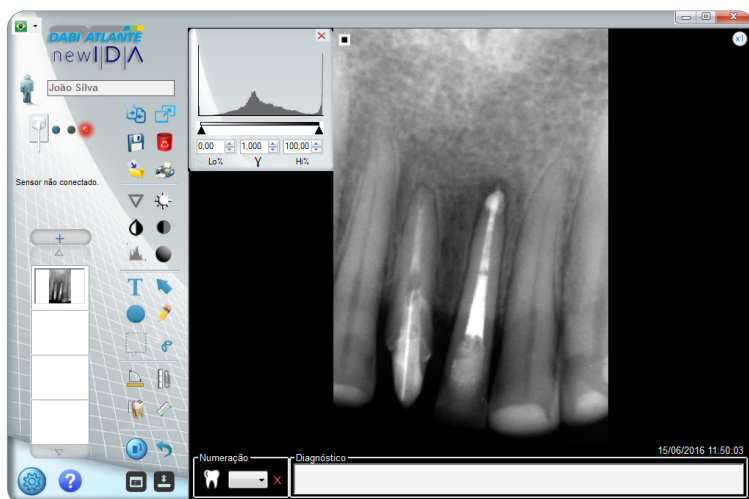 DABI ATLANTE
newIDA
João Silva
Sensor não conectado.
+
0,00
1,000
100,00
Lo%
γ
Hi%
x1
T
?
15/06/2016 11:50:03
Numeração
Diagnóstico
X